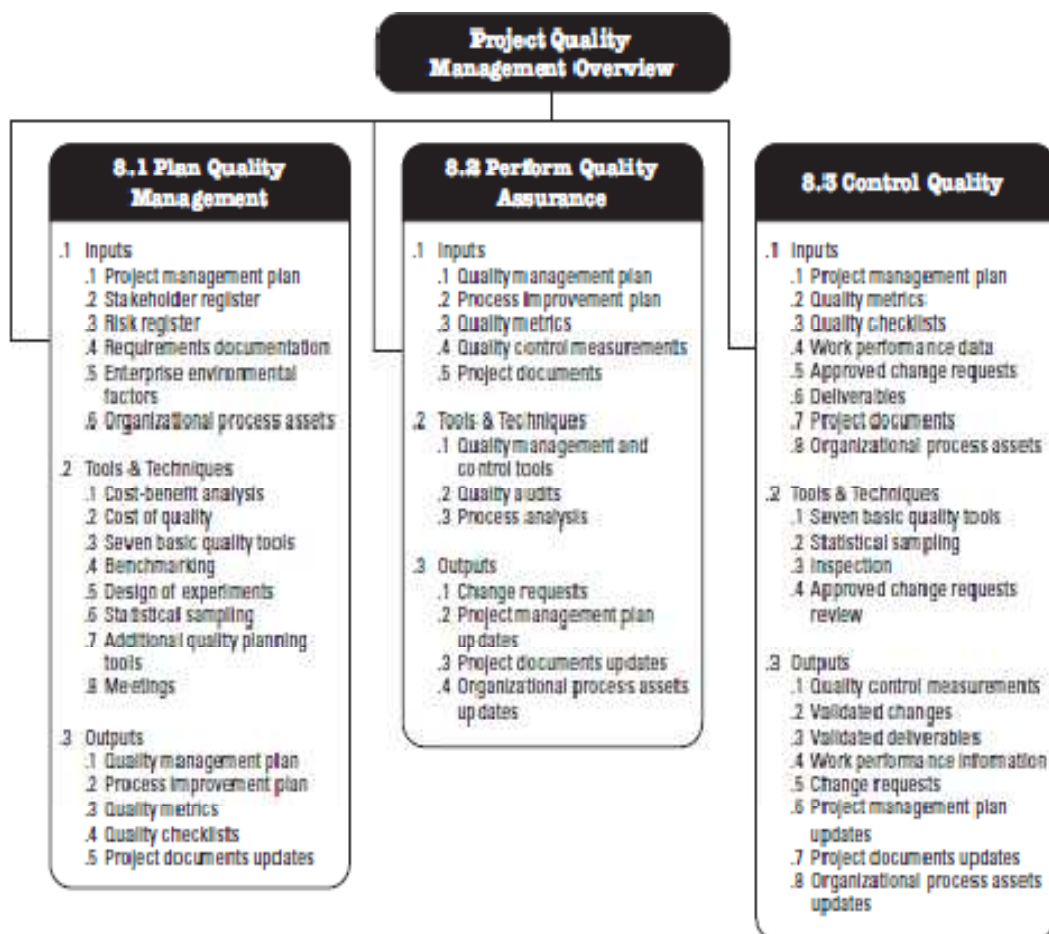 Project Quality
Management Overview
8.1 Plan Quality
Management
.1 Inputs
.1 Project management plan
.2 Stakeholder register
.3 Risk register
.4 Requirements documentation
.5 Enterprise environmental
factors
.6 Organizational process assets
.2 Tools & Techniques
.1 Cost-benefit analysis
.2 Cost of quality
.3 Seven basic quality tools
.4 Benchmarking
.5 Design of experiments
.6 Statistical sampling
.7 Additional quality planning
tools
.8 Meetings
.3 Outputs
.1 Quality management plan
.2 Process improvement plan
.3 Quality metrics
.4 Quality checklists
.5 Project documents updates
8.2 Perform Quality
Assurance
.1 Inputs
.1 Quality management plan
.2 Process improvement plan
.3 Quality metrics
.4 Quality control measurements
.5 Project documents
.2 Tools & Techniques
.1 Quality management and
control tools
.2 Quality audits
.3 Process analysis
.3 Outputs
.1 Change requests
.2 Project management plan
updates
.3 Project documents updates
.4 Organizational process assets
updates
8.3 Control Quality
.1 Inputs
.1 Project management plan
.2 Quality metrics
.3 Quality checklists
.4 Work performance data
.5 Approved change requests
.6 Deliverables
.7 Project documents
.8 Organizational process assets
.2 Tools & Techniques
.1 Seven basic quality tools
.2 Statistical sampling
.3 Inspection
.4 Approved change requests
review
.3 Outputs
.1 Quality control measurements
.2 Validated changes
.3 Validated deliverables
.4 Work performance information
.5 Change requests
.6 Project management plan
updates
.7 Project documents updates
.8 Organizational process assets
updates